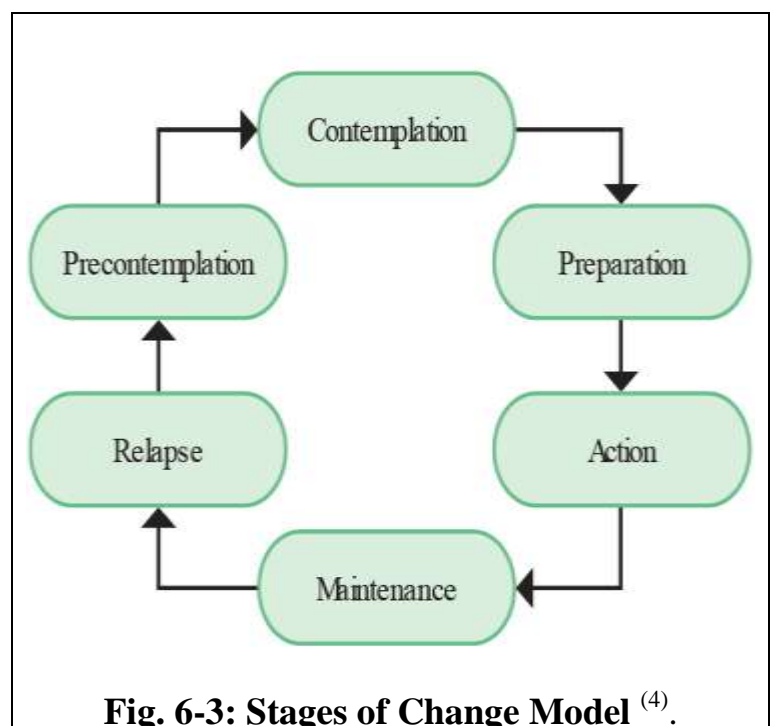 Contemplation
Precontemplation
Preparation
Relapse
Action
Maintenance
Fig. 6-3: Stages of Change Model (4).